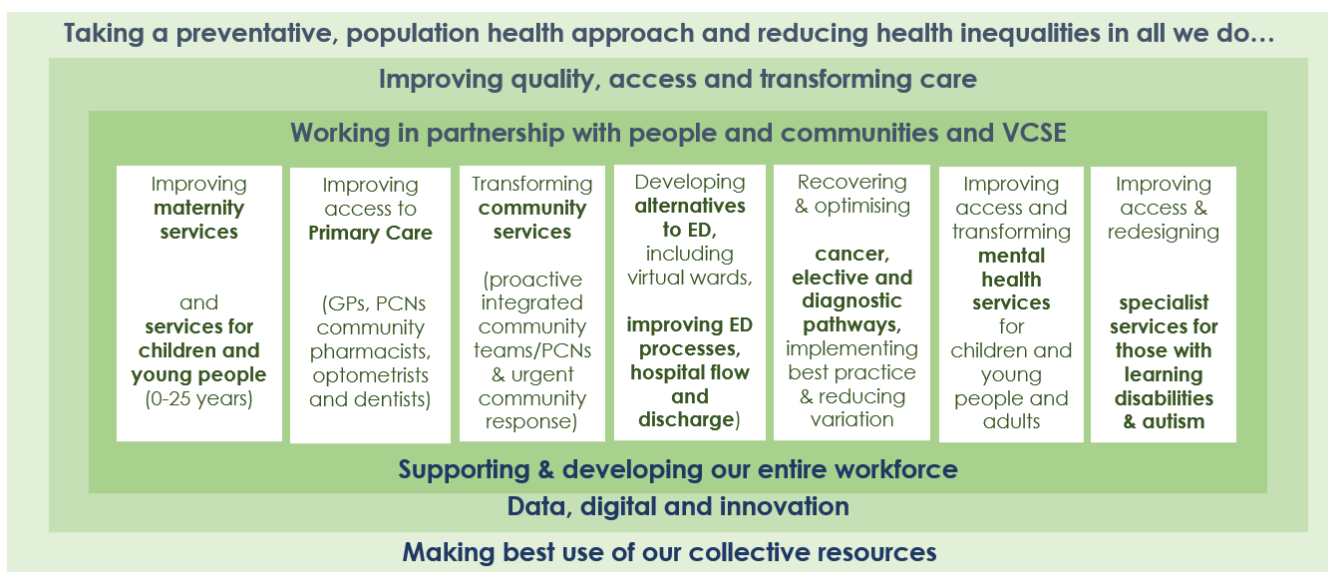 Taking a preventative, population health approach and reducing health inequalities in all we do…
Improving quality, access and transforming care
Working in partnership with people and communities and VCSE
Improving
maternity
services
and
services for
children and
young people
(0-25 years)
Improving
access to
Primary Care
(GPs, PCNs
community
pharmacists,
optometrists
and dentists)
Transforming
community
services
(proactive
integrated
community
teams/PCNs
& urgent
community
response)
Developing
alternatives
to ED,
including
virtual wards,
improving ED
processes,
hospital flow
and
discharge)
Recovering
& optimising
cancer,
elective and
diagnostic
pathways,
implementing
best practice
& reducing
variation
Improving
access and
transforming
mental
health
services
for
children and
young
people and
adults
Improving
access &
redesigning
specialist
services for
those with
learning
disabilities
& autism
Supporting & developing our entire workforce
Data, digital and innovation
Making best use of our collective resources